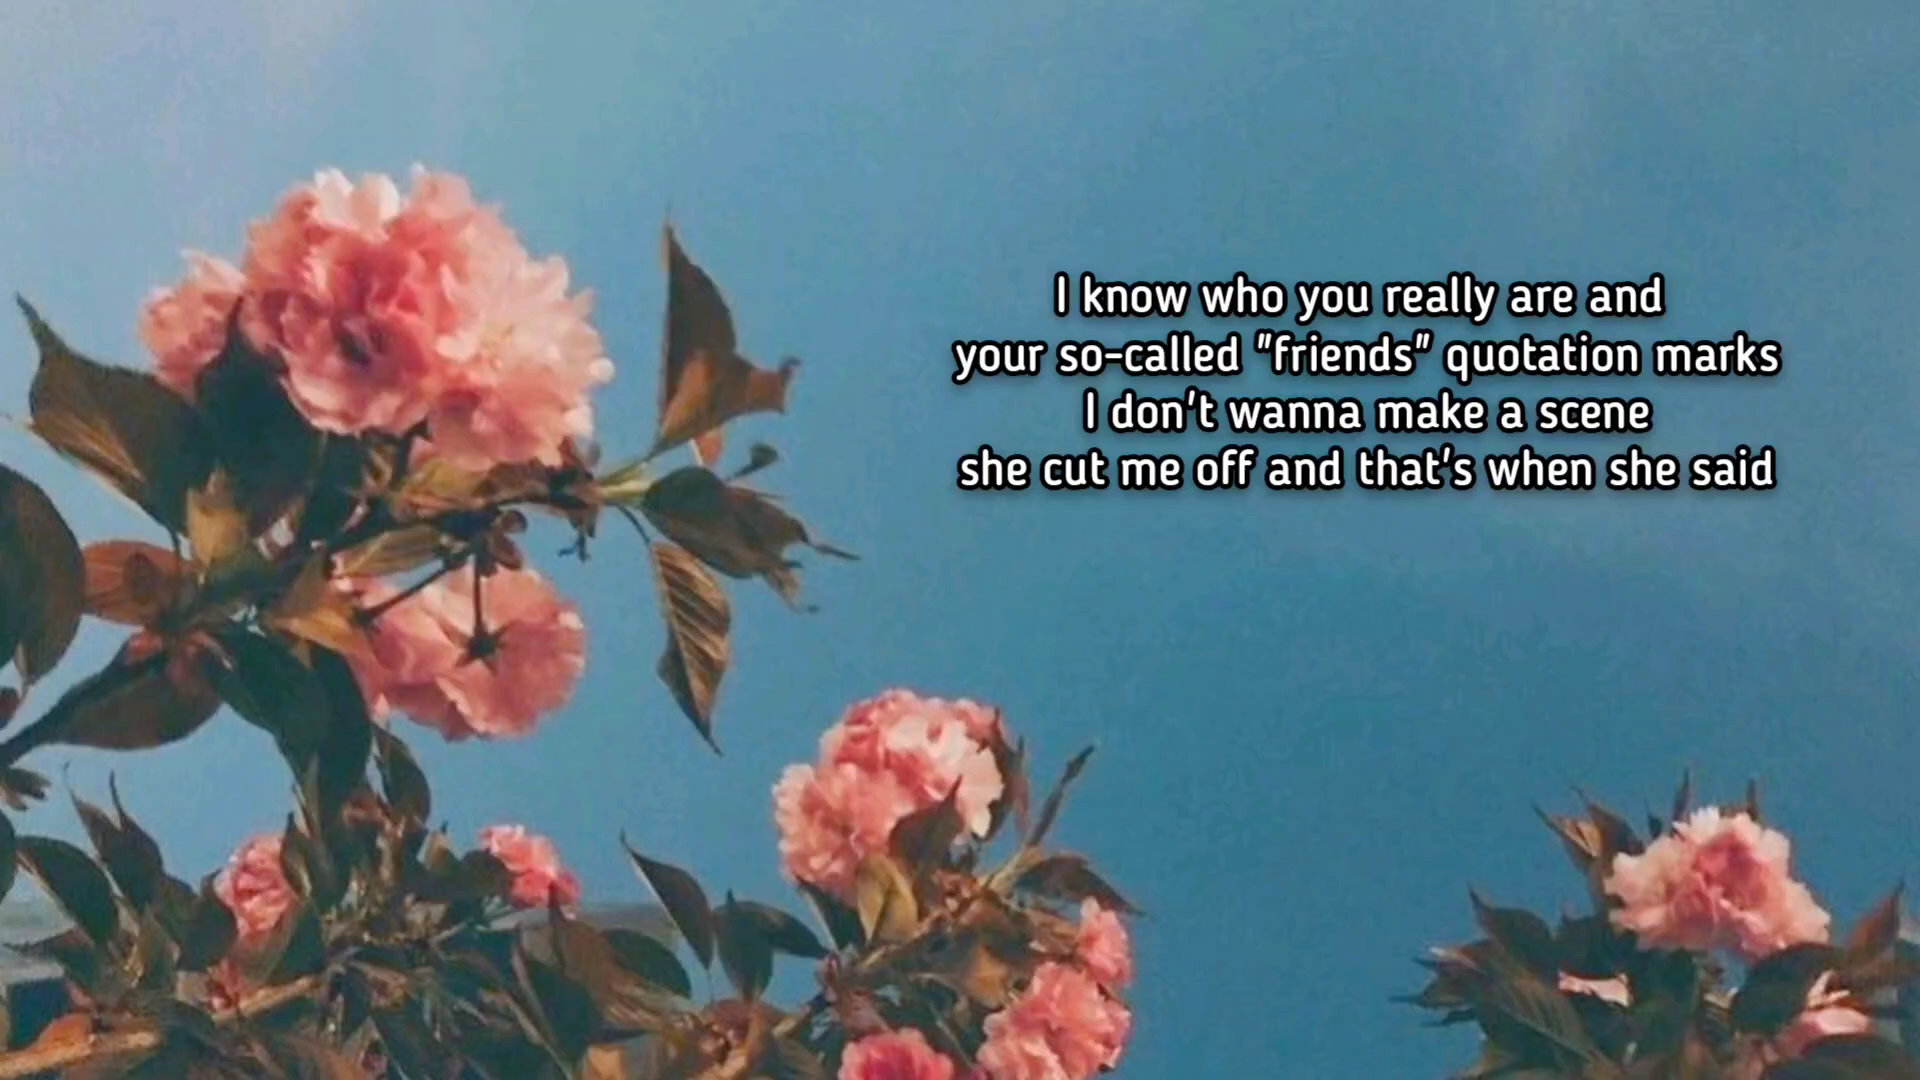 I know who you really are and
your so-called "friends" quotation marks
I don't wanna make a scene
she cut me off and that's when she said